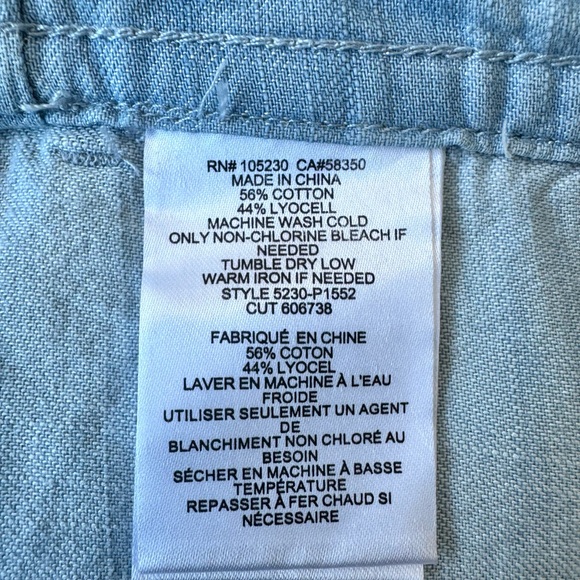 RN# 105230 CA#58350
MADE IN CHINA
56% COTTON
44% LYOCELL
MACHINE WASH COLD
ONLY NON-CHLORINE BLEACH IF
NEEDED
TUMBLE DRY LOW
WARM IRON IF NEEDED
STYLE 5230-P1552
CUT 606738
FABRIQUÉ EN CHINE
56% COTON
44% LYOCEL
LAVER EN MACHINE À L'EAU
FROIDE
UTILISER SEULEMENT UN AGENT
DE
BLANCHIMENT NON CHLORÉ AU
BESOIN
SÉCHER EN MACHINE À BASSE
TEMPÉRATURE
REPASSER À FER CHAUD SI
NÉCESSAIRE